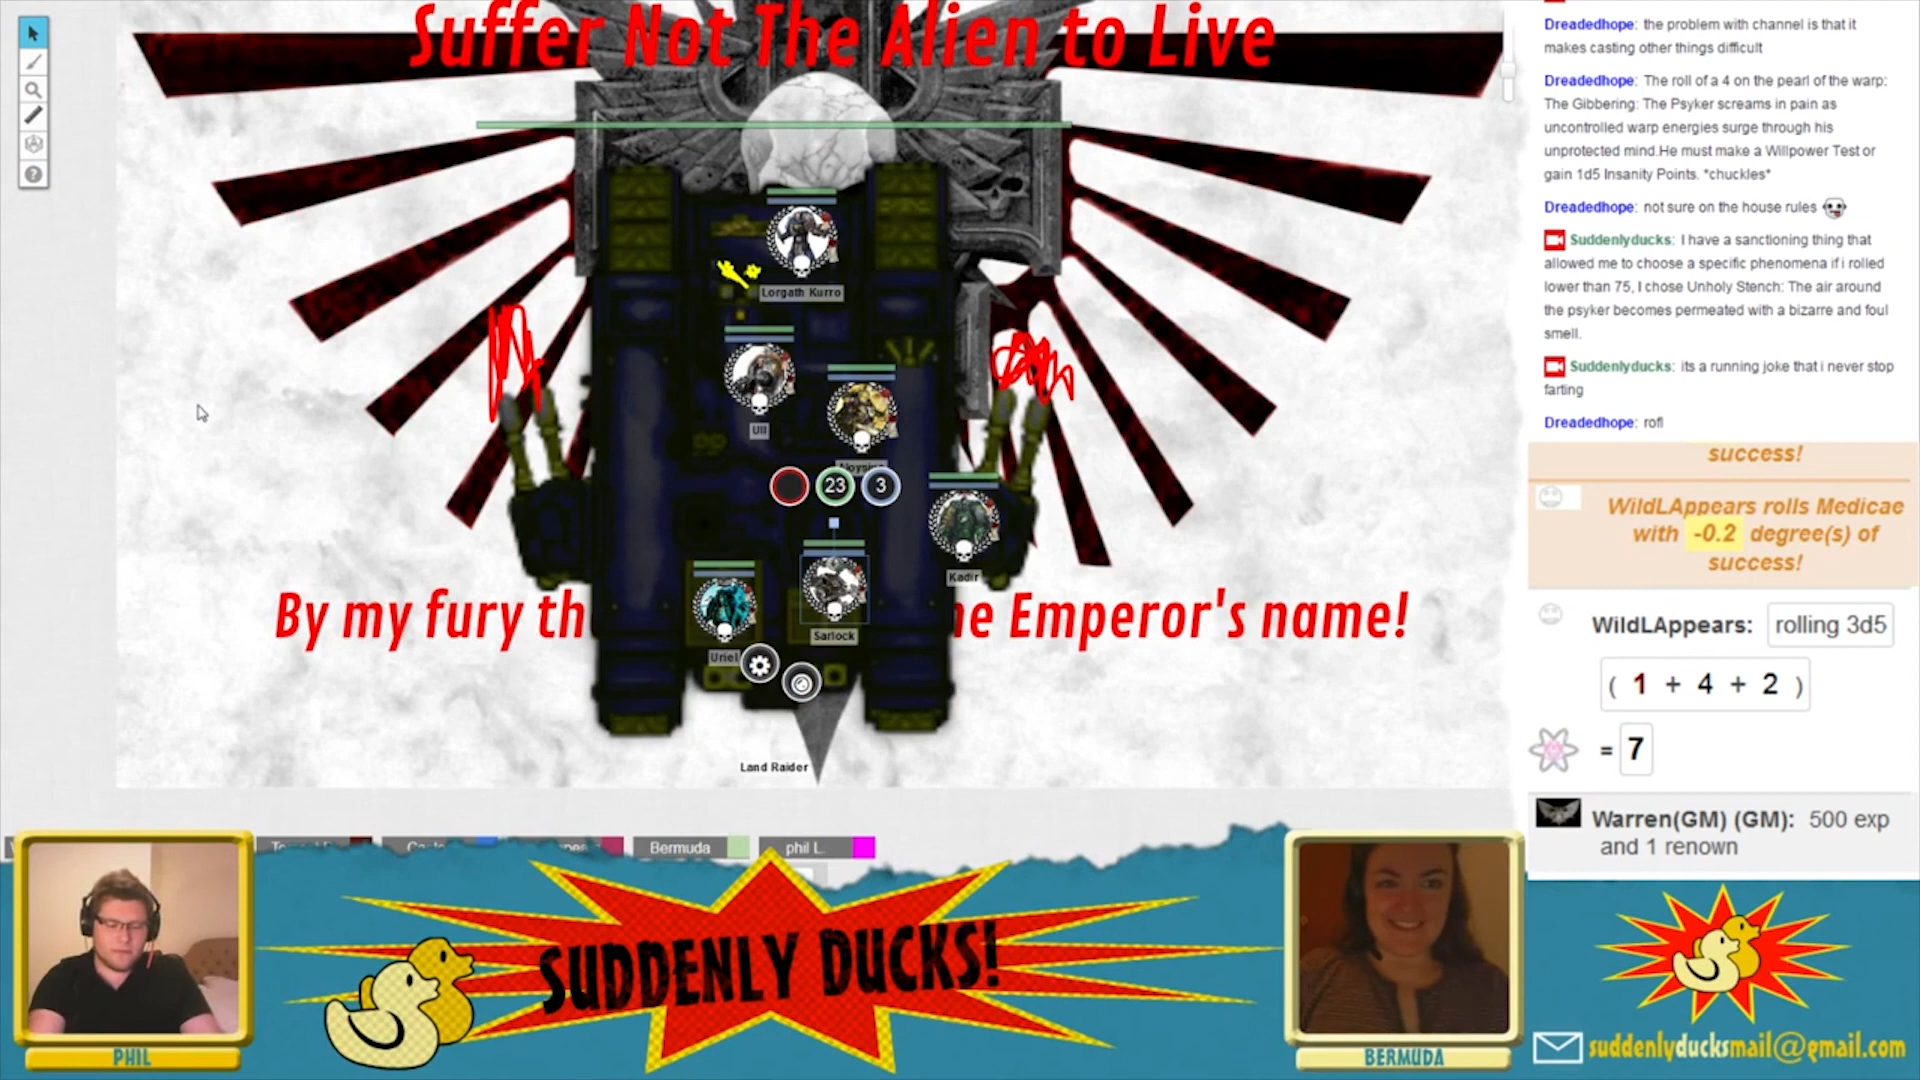 Suffer Not The Alien to Live
Lorgath Kurro
Ull
Aloysius
23
3
Kadir
Sarlock
Uriel
By my fury th
he Emperor's name!
Land Raider
Bermuda
phil L.
SUDDENLY DUCKS!
PHIL
BERMUDA
Dreadedhope: the problem with channel is that it
makes casting other things difficult
Dreadedhope: The roll of a 4 on the pearl of the warp:
The Gibbering: The Psyker screams in pain as
uncontrolled warp energies surge through his
unprotected mind.He must make a Willpower Test or
gain 1d5 Insanity Points. *chuckles*
Dreadedhope: not sure on the house rules
Suddenlyducks: I have a sanctioning thing that
allowed me to choose a specific phenomena if i rolled
lower than 75, I chose Unholy Stench: The air around
the psyker becomes permeated with a bizarre and foul
smell.
Suddenlyducks: its a running joke that i never stop
farting
Dreadedhope: rofl
success!
WildLAppears rolls Medicae
with -0.2 degree(s) of
success!
WildLAppears: rolling 3d5
( 1 + 4 + 2 )
= 7
Warren(GM) (GM): 500 exp
and 1 renown
suddenlyducksmail@gmail.com